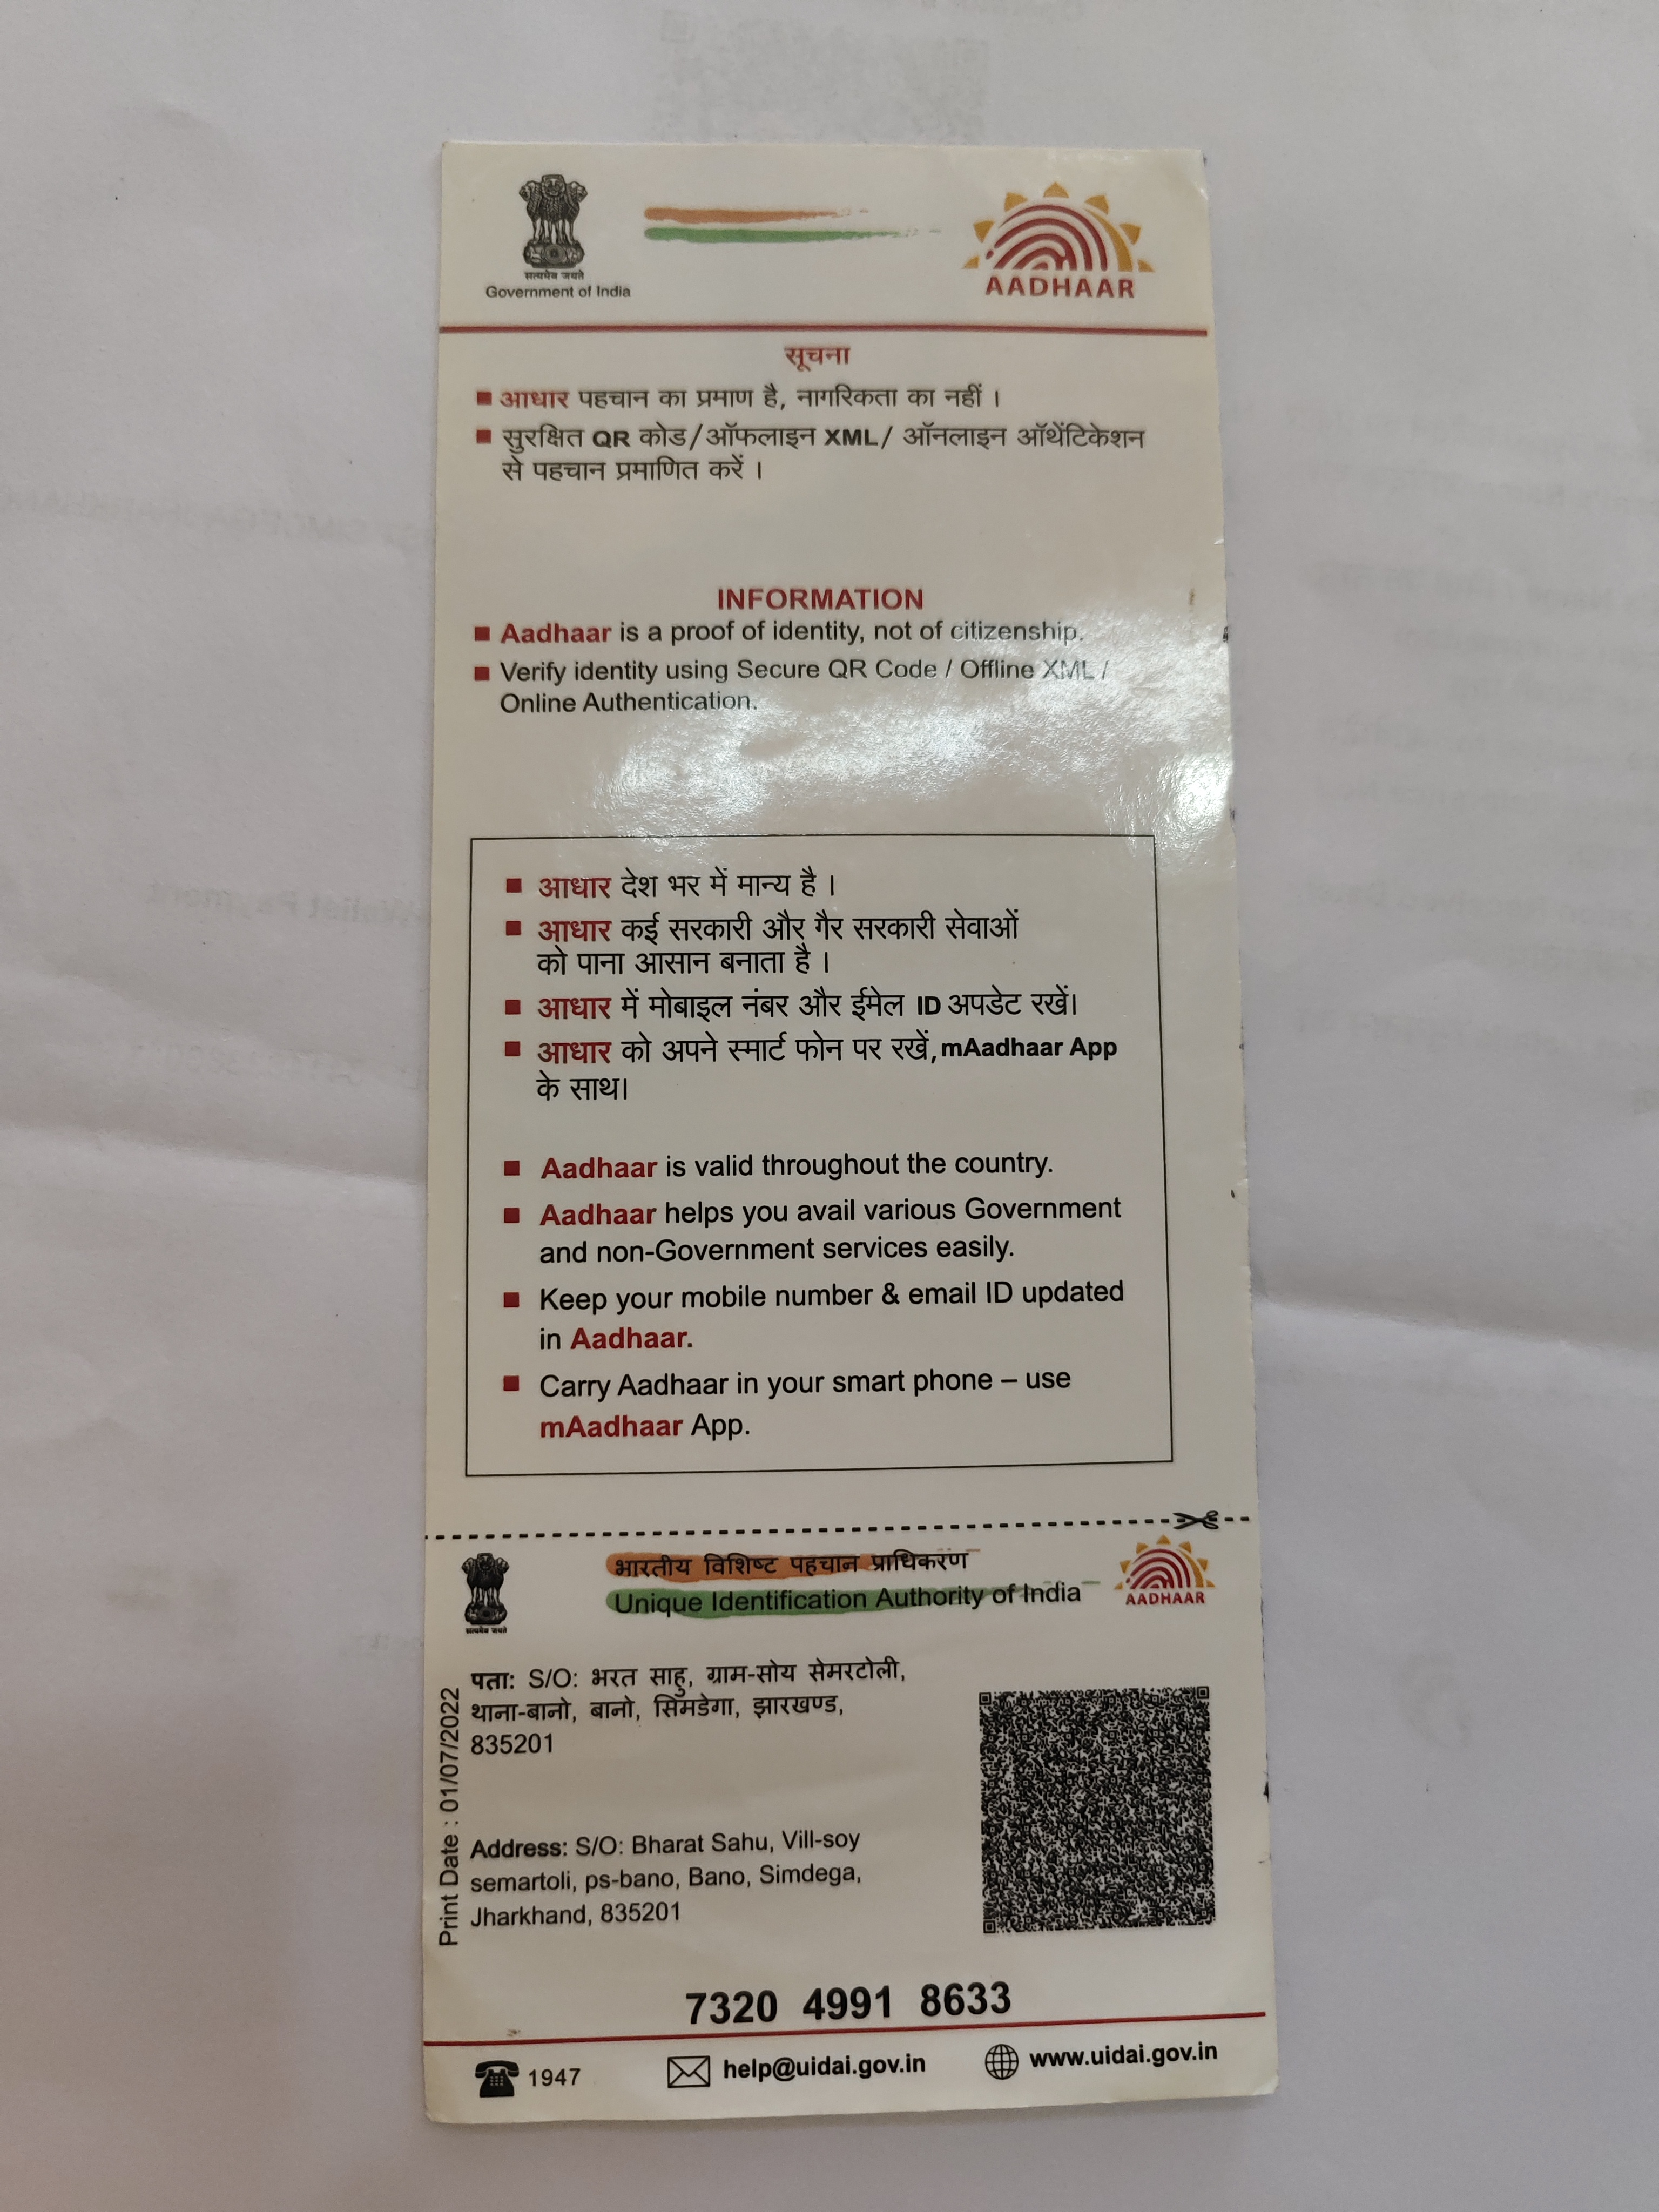 सत्यमेव जयते
Government of India
AADHAAR
सूचना
■ आधार पहचान का प्रमाण है, नागरिकता का नहीं ।
■ सुरक्षित QR कोड/ऑफलाइन XML/ ऑनलाइन ऑथेंटिकेशन
से पहचान प्रमाणित करें ।
INFORMATION
■ Aadhaar is a proof of identity, not of citizenship.
■ Verify identity using Secure QR Code / Offline XML /
Online Authentication.
■ आधार देश भर में मान्य है ।
■ आधार कई सरकारी और गैर सरकारी सेवाओं
को पाना आसान बनाता है ।
■ आधार में मोबाइल नंबर और ईमेल ID अपडेट रखें।
■ आधार को अपने स्मार्ट फोन पर रखें, mAadhaar App
के साथ।
■ Aadhaar is valid throughout the country.
■ Aadhaar helps you avail various Government
and non-Government services easily.
■ Keep your mobile number & email ID updated
in Aadhaar.
■ Carry Aadhaar in your smart phone – use
mAadhaar App.
सत्यमेव जयते
भारतीय विशिष्ट पहचान प्राधिकरण
Unique Identification Authority of India
AADHAAR
Print Date : 01/07/2022
पता: S/O: भरत साहु, ग्राम-सोय सेमरटोली,
थाना-बानो, बानो, सिमडेगा, झारखण्ड,
835201
Address: S/O: Bharat Sahu, Vill-soy
semartoli, ps-bano, Bano, Simdega,
Jharkhand, 835201
7320 4991 8633
1947
help@uidai.gov.in
www.uidai.gov.in